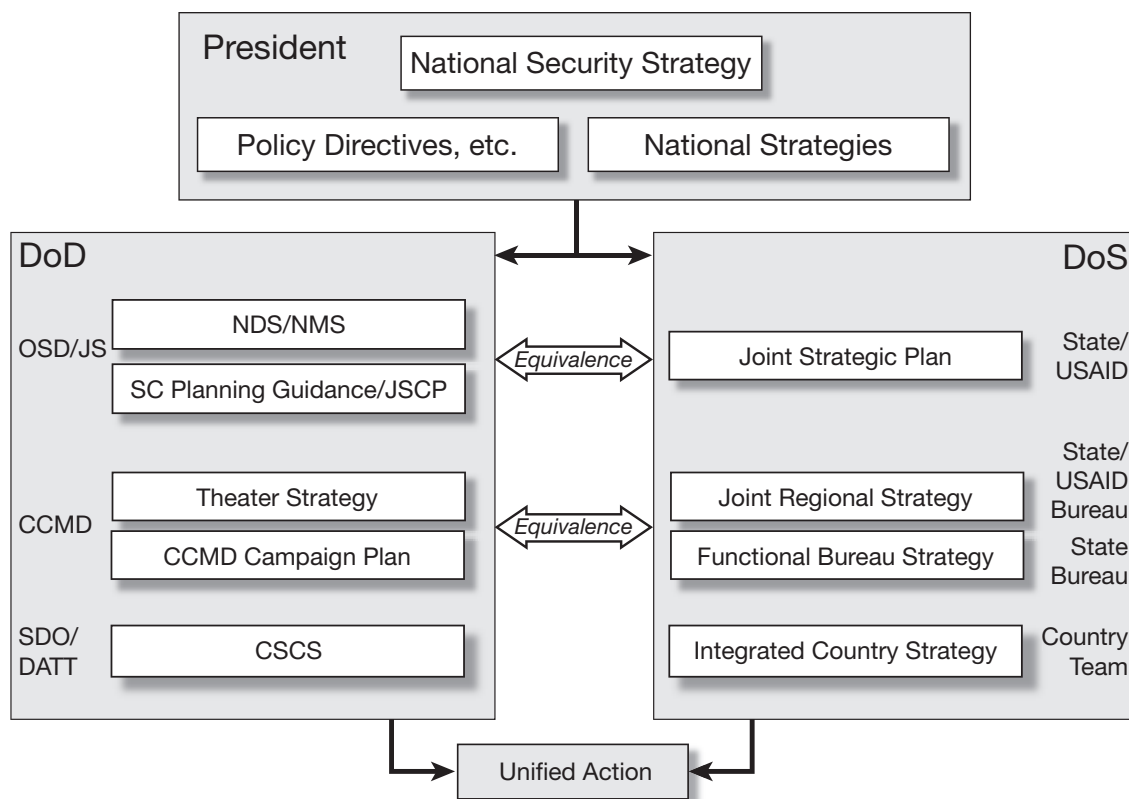 President
National Security Strategy
Policy Directives, etc.
National Strategies
DoD
DoS
OSD/JS
NDS/NMS
SC Planning Guidance/JSCP
Equivalence
Joint Strategic Plan
State/
USAID
CCMD
Theater Strategy
CCMD Campaign Plan
Equivalence
Joint Regional Strategy
Functional Bureau Strategy
State/
USAID
Bureau
State
Bureau
SDO/
DATT
CSCS
Integrated Country Strategy
Country
Team
Unified Action